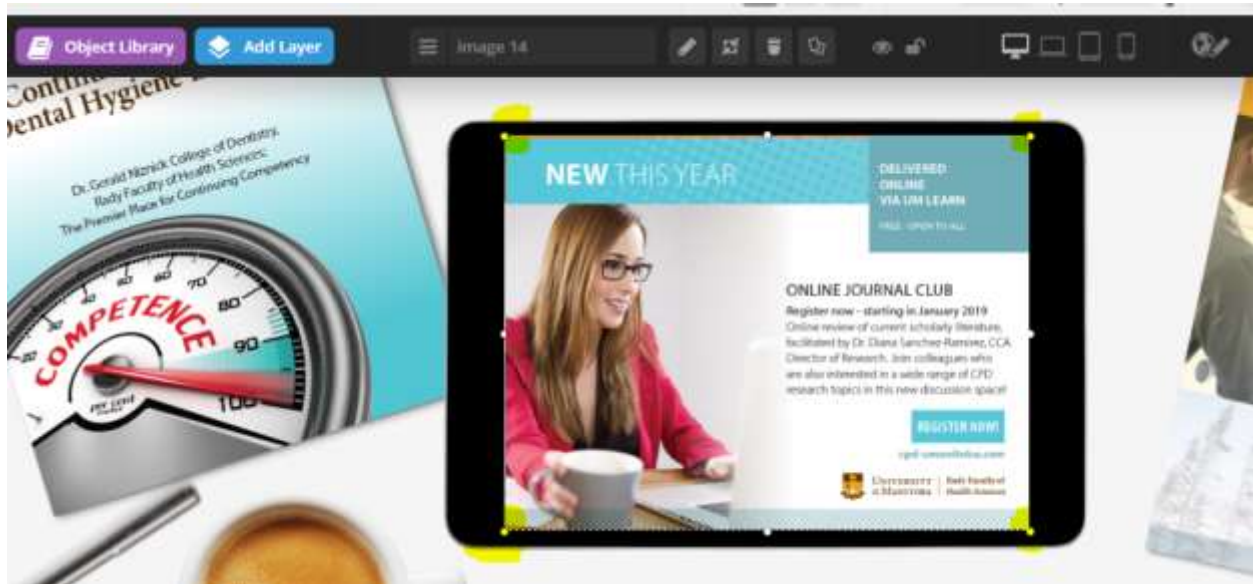 Object Library
Add Layer
Image 14
Contin
Dental Hygiene
Dr. Gerald Niznick College of Dentistry,
Rady Faculty of Health Sciences:
The Premier Place for Continuing Competency
70
80
90
100
COMPETENCE
per cent
NEW THIS YEAR
DELIVERED
ONLINE
VIA UM LEARN
FREE - OPEN TO ALL
ONLINE JOURNAL CLUB
Register now - starting in January 2019
Online review of current scholarly literature,
facilitated by Dr. Diana Sanchez-Ramirez, CCA
Director of Research. Join colleagues who
are also interested in a wide range of CPD
research topics in this new discussion space!
REGISTER NOW!
University
of Manitoba
Rady Faculty of
Health Sciences